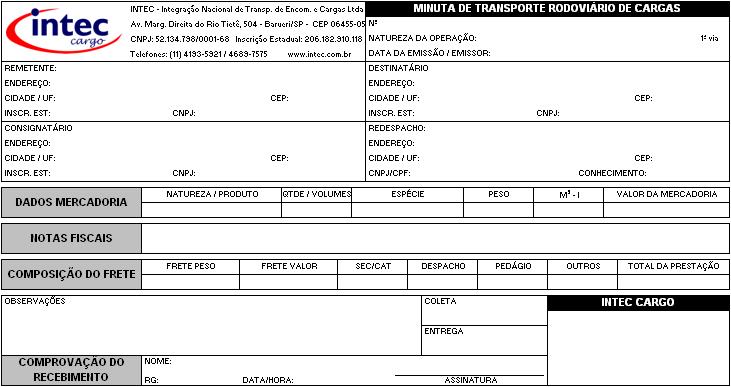 intec
cargo
INTEC - Integração Nacional de Transp. de Encom. e Cargas Ltda
Av. Marg. Direita do Rio Tietê, 504 - Barueri/SP - CEP 06455-05
CNPJ: 52.134.798/0001-68 Inscrição Estadual: 206.182.910.118
Telefones: (11) 4193-5921 / 4689-7575 www.intec.com.br
MINUTA DE TRANSPORTE RODOVIÁRIO DE CARGAS
Nº
NATUREZA DA OPERAÇÃO: 1ª via
DATA DA EMISSÃO / EMISSOR:
REMETENTE:
ENDEREÇO:
CIDADE / UF: CEP:
INSCR. EST: CNPJ:
DESTINATÁRIO
ENDEREÇO:
CIDADE / UF: CEP:
INSCR. EST: CNPJ:
CONSIGNATÁRIO
ENDEREÇO:
CIDADE / UF: CEP:
INSCR. EST: CNPJ:
REDESPACHO:
ENDEREÇO:
CIDADE / UF: CEP:
CNPJ/CPF: CONHECIMENTO:
DADOS MERCADORIA
NATUREZA / PRODUTO QTDE / VOLUMES ESPÉCIE PESO M³ - l VALOR DA MERCADORIA
NOTAS FISCAIS
COMPOSIÇÃO DO FRETE
FRETE PESO FRETE VALOR SEC/CAT DESPACHO PEDÁGIO OUTROS TOTAL DA PRESTAÇÃO
OBSERVAÇÕES
COLETA
ENTREGA
INTEC CARGO
COMPROVAÇÃO DO
RECEBIMENTO
NOME:
RG: DATA/HORA: ASSINATURA